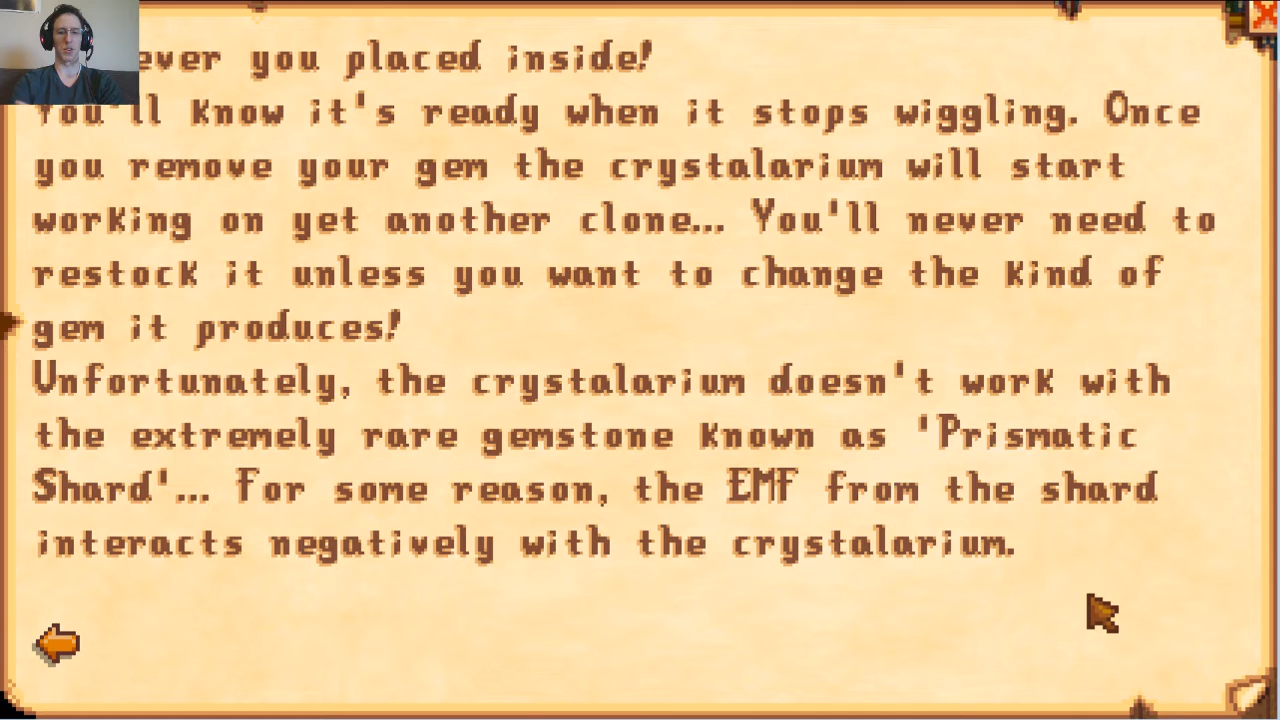 ever you placed inside!
You'll know it's ready when it stops wiggling. Once
you remove your gem the crystalarium will start
working on yet another clone... You'll never need to
restock it unless you want to change the kind of
gem it produces!
Unfortunately, the crystalarium doesn't work with
the extremely rare gemstone known as 'Prismatic
Shard'... For some reason, the EMF from the shard
interacts negatively with the crystalarium.